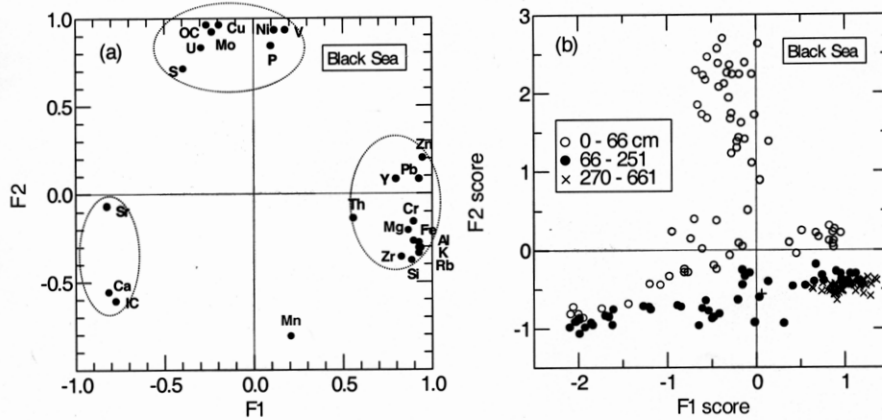 (a)
Black Sea
OC
Cu
Ni
V
U
Mo
P
S
Zn
Pb
Y
Th
Cr
Mg
Fe
Al
K
Rb
Zr
Si
Sr
Ca
IC
Mn
1.0
0.5
0.0
-0.5
F2
-1.0
-0.5
0.0
0.5
1.0
F1
(b)
Black Sea
0 - 66 cm
66 - 251
270 - 661
3
2
1
0
-1
F2 score
-2
-1
0
1
F1 score